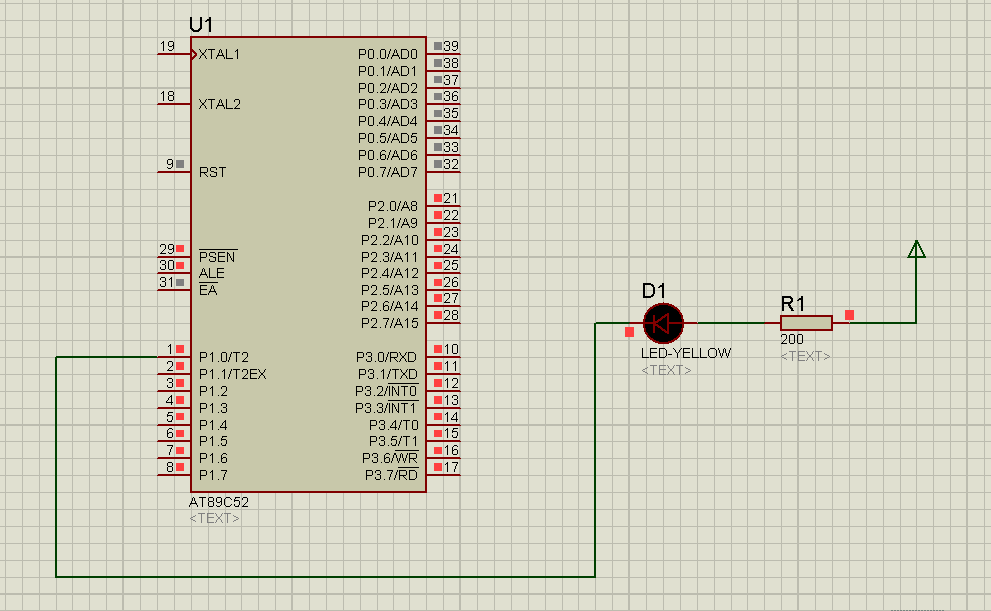 U1
19 XTAL1
18 XTAL2
9 RST
29 PSEN
30 ALE
31 EA
1 P1.0/T2
2 P1.1/T2EX
3 P1.2
4 P1.3
5 P1.4
6 P1.5
7 P1.6
8 P1.7
P0.0/AD0 39
P0.1/AD1 38
P0.2/AD2 37
P0.3/AD3 36
P0.4/AD4 35
P0.5/AD5 34
P0.6/AD6 33
P0.7/AD7 32
P2.0/A8 21
P2.1/A9 22
P2.2/A10 23
P2.3/A11 24
P2.4/A12 25
P2.5/A13 26
P2.6/A14 27
P2.7/A15 28
P3.0/RXD 10
P3.1/TXD 11
P3.2/INT0 12
P3.3/INT1 13
P3.4/T0 14
P3.5/T1 15
P3.6/WR 16
P3.7/RD 17
AT89C52
<TEXT>
D1
LED-YELLOW
<TEXT>
R1
200
<TEXT>